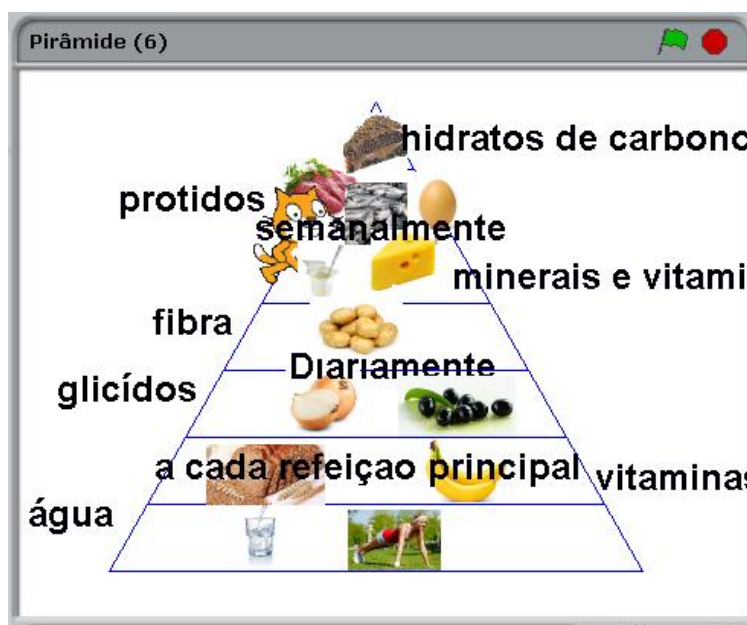 Pirâmide (6)
hidratos de carbono
protidos
semanalmente
minerais e vitami
fibra
Diariamente
glicídos
a cada refeiçao principal
vitaminas
água